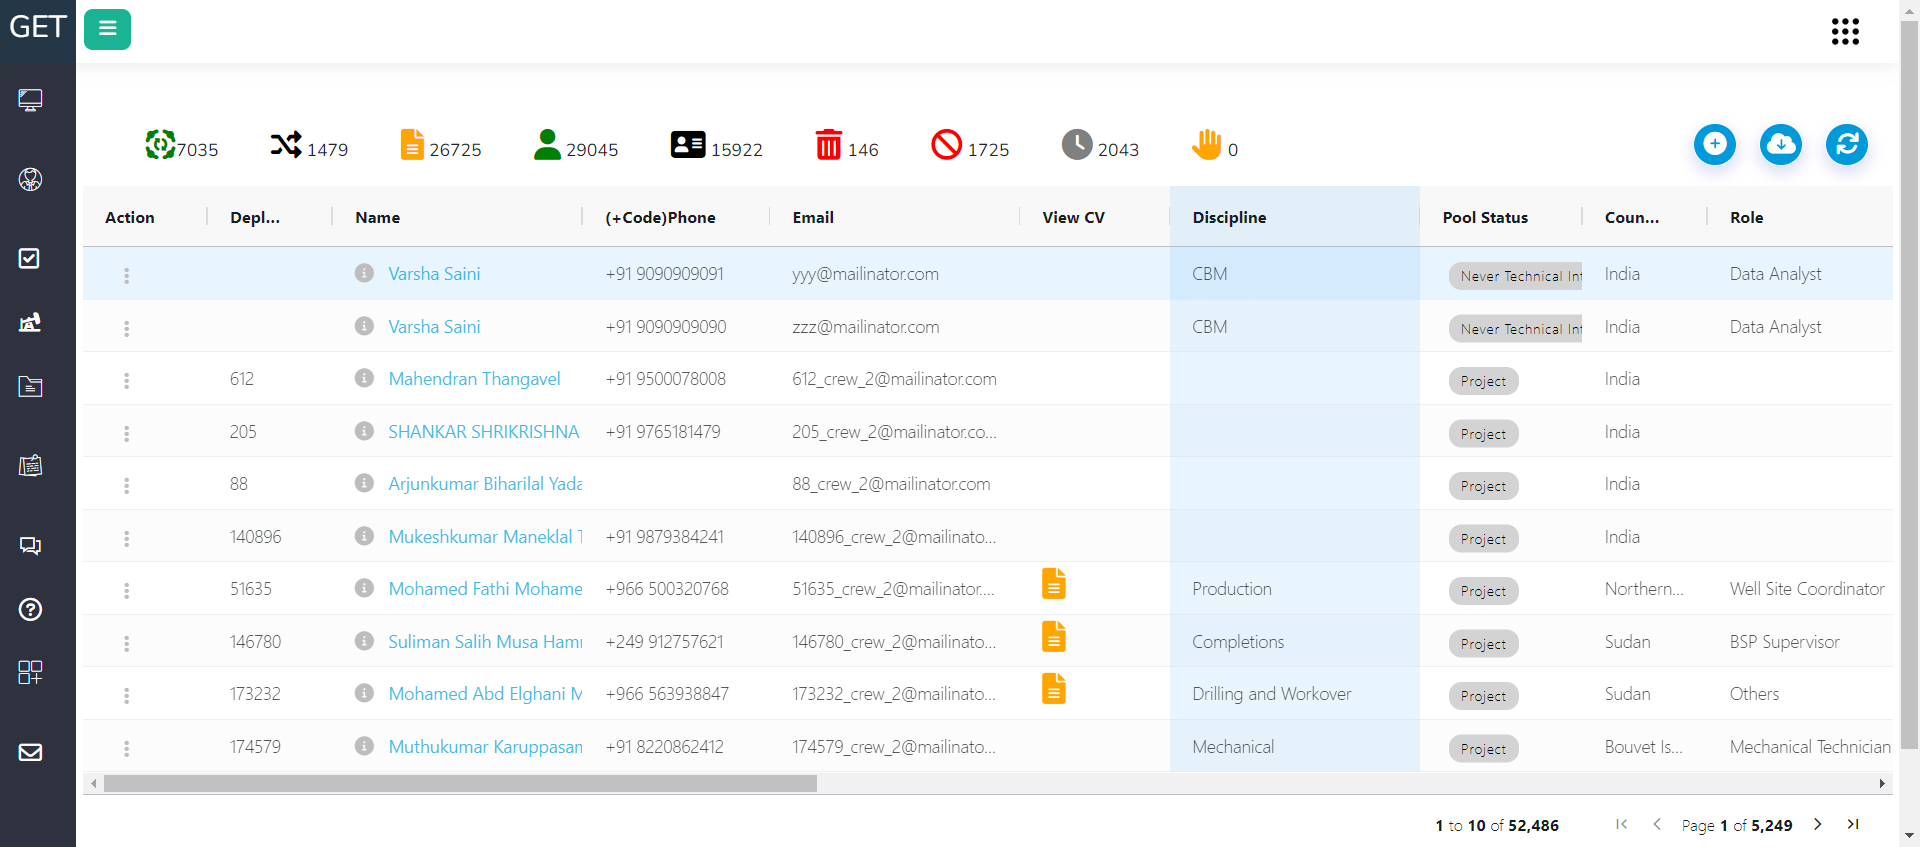 GET
7035 1479 26725 29045 15922 146 1725 2043 0
Action Depl... Name (+Code)Phone Email View CV Discipline Pool Status Coun... Role
Varsha Saini +91 9090909091 yyy@mailinator.com CBM Never Technical Int India Data Analyst
Varsha Saini +91 9090909090 zzz@mailinator.com CBM Never Technical Int India Data Analyst
612 Mahendran Thangavel +91 9500078008 612_crew_2@mailinator.com Project India
205 SHANKAR SHRIKRISHNA +91 9765181479 205_crew_2@mailinator.co... Project India
88 Arjunkumar Biharilal Yada 88_crew_2@mailinator.com Project India
140896 Mukeshkumar Maneklal T +91 9879384241 140896_crew_2@mailinato... Project India
51635 Mohamed Fathi Mohame +966 500320768 51635_crew_2@mailinator.... Production Project Northern... Well Site Coordinator
146780 Suliman Salih Musa Ham +249 912757621 146780_crew_2@mailinato... Completions Project Sudan BSP Supervisor
173232 Mohamed Abd Elghani M +966 563938847 173232_crew_2@mailinato... Drilling and Workover Project Sudan Others
174579 Muthukumar Karuppasam +91 8220862412 174579_crew_2@mailinato... Mechanical Project Bouvet Is... Mechanical Technician
1 to 10 of 52,486 Page 1 of 5,249